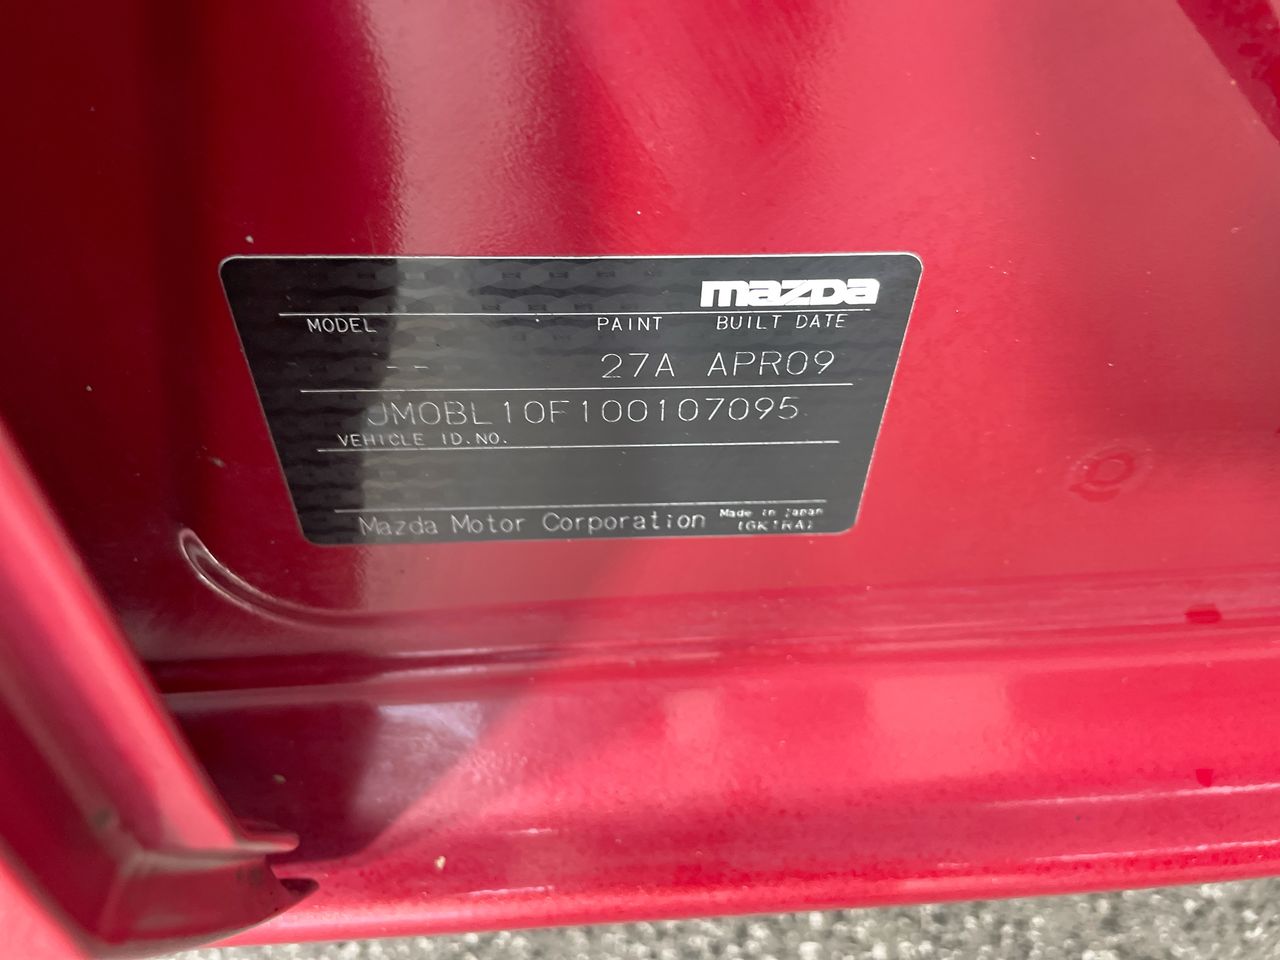 mazda
MODEL PAINT BUILT DATE
-- 27A APR09
JM0BL10F100107095
VEHICLE ID.NO.
Mazda Motor Corporation Made in Japan
(GK1RA)